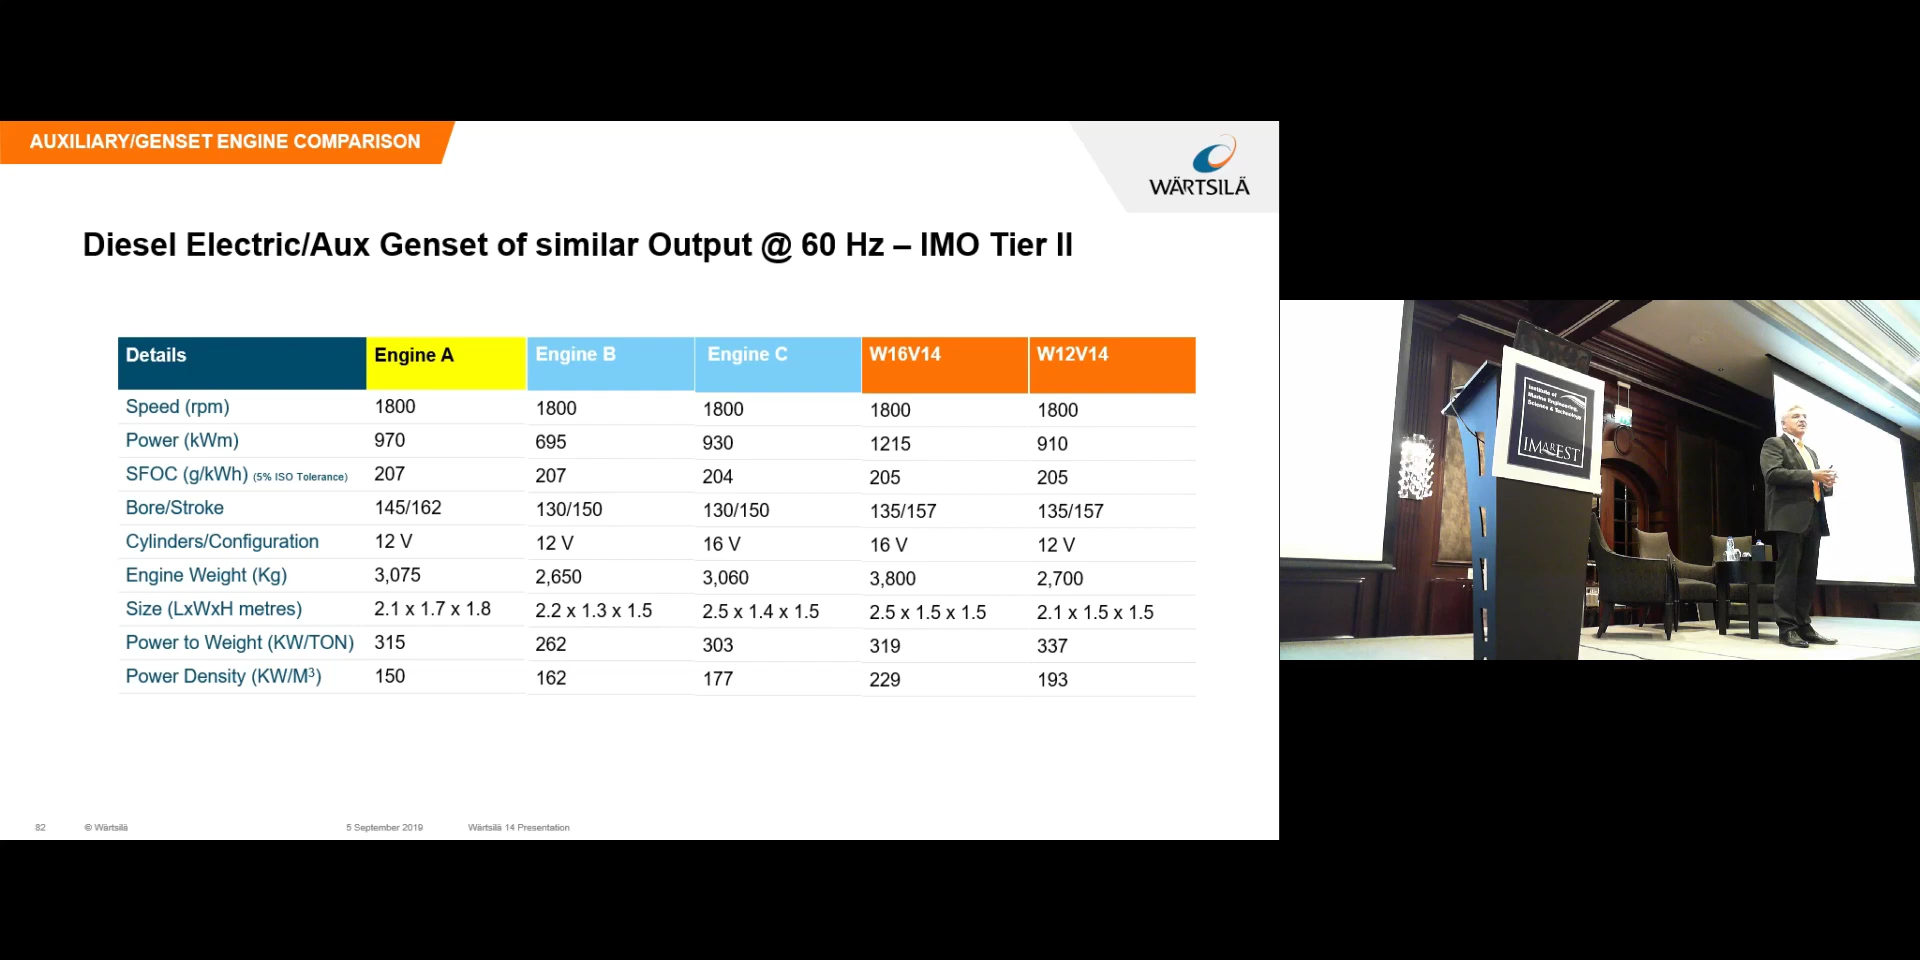 AUXILIARY/GENSET ENGINE COMPARISON
WÄRTSILÄ
Diesel Electric/Aux Genset of similar Output @ 60 Hz – IMO Tier II
Details Engine A Engine B Engine C W16V14 W12V14
Speed (rpm) 1800 1800 1800 1800 1800
Power (kWm) 970 695 930 1215 910
SFOC (g/kWh) (5% ISO Tolerance) 207 207 204 205 205
Bore/Stroke 145/162 130/150 130/150 135/157 135/157
Cylinders/Configuration 12 V 12 V 16 V 16 V 12 V
Engine Weight (Kg) 3,075 2,650 3,060 3,800 2,700
Size (LxWxH metres) 2.1 x 1.7 x 1.8 2.2 x 1.3 x 1.5 2.5 x 1.4 x 1.5 2.5 x 1.5 x 1.5 2.1 x 1.5 x 1.5
Power to Weight (KW/TON) 315 262 303 319 337
Power Density (KW/M³) 150 162 177 229 193
82 © Wärtsilä 5 September 2019 Wärtsilä 14 Presentation
Institute of
Marine Engineering,
Science & Technology
IMarEST